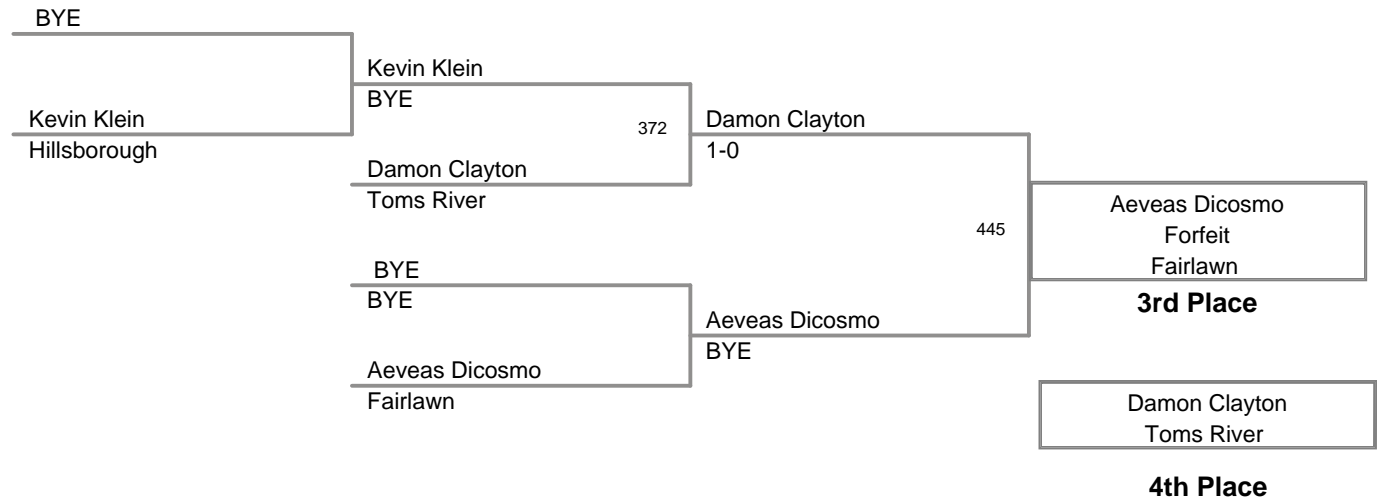 BYE
Kevin Klein
Hillsborough
Kevin Klein
BYE
372
Damon Clayton
Toms River
BYE
BYE
Aeveas Dicosmo
Fairlawn
Damon Clayton
1-0
445
Aeveas Dicosmo
BYE
Aeveas Dicosmo
Forfeit
Fairlawn
3rd Place
Damon Clayton
Toms River
4th Place